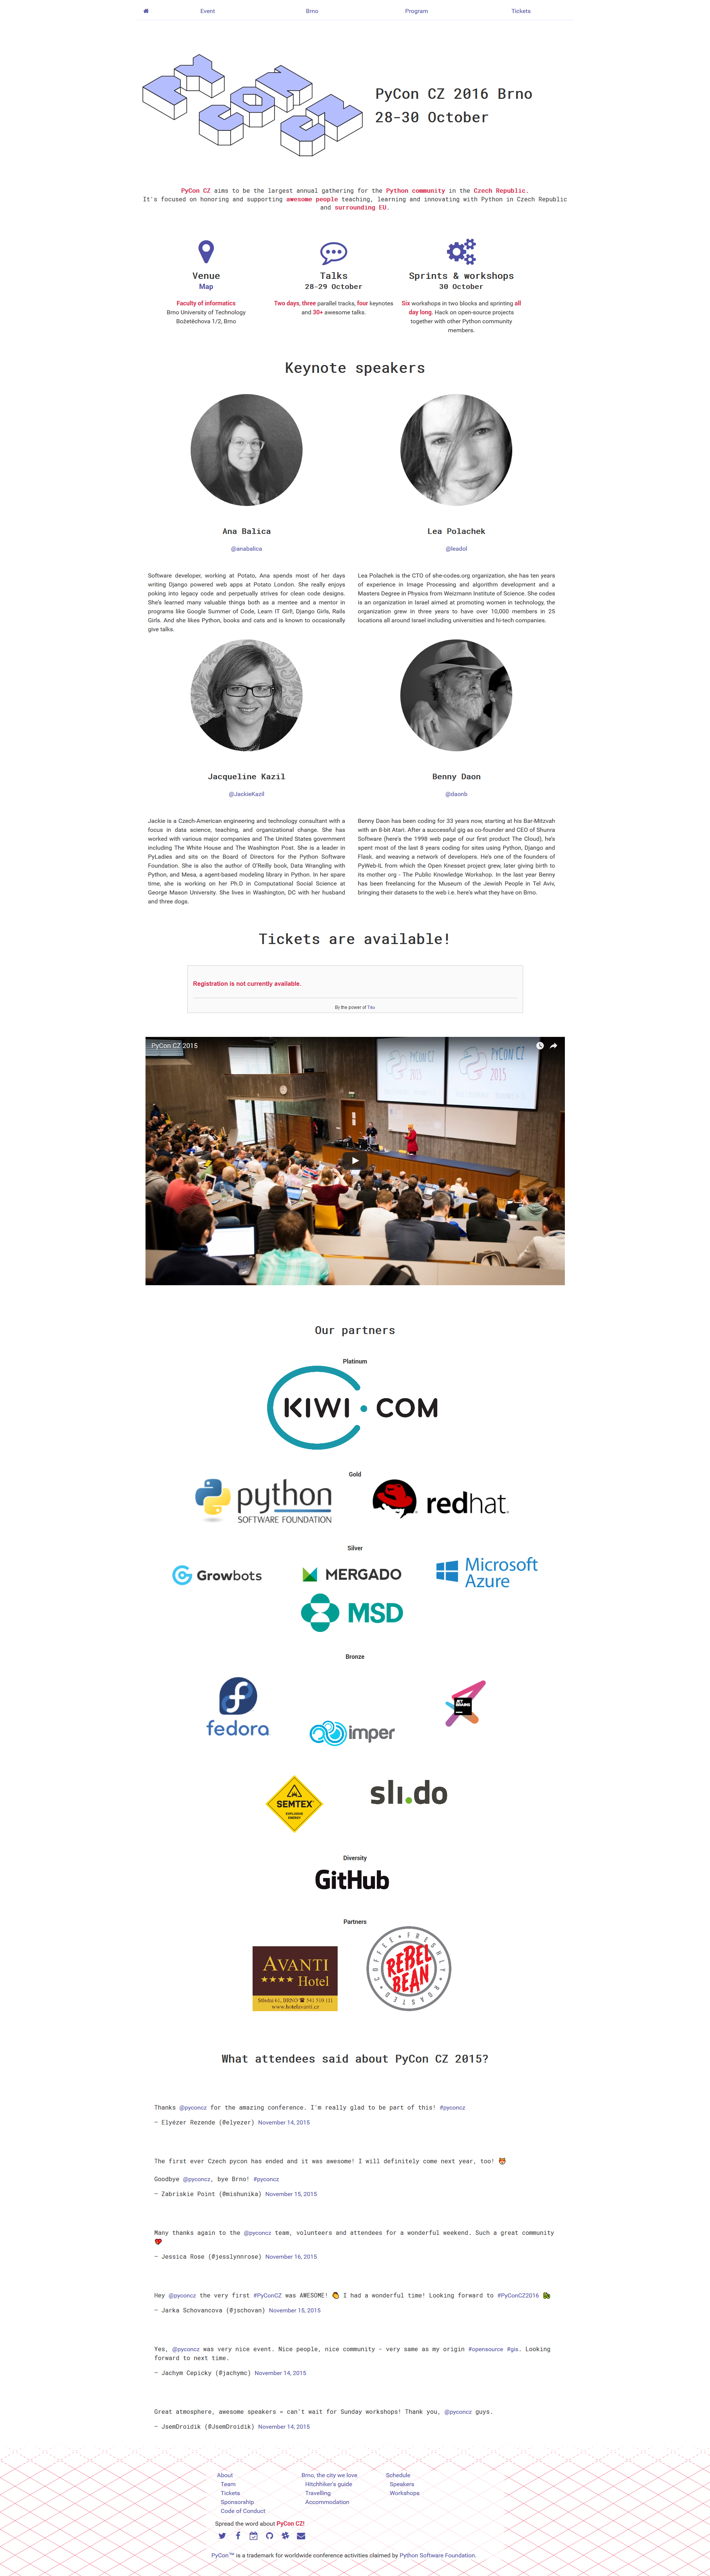 Event Brno Program Tickets
PYCONCZ
PyCon CZ 2016 Brno
28-30 October
PyCon CZ aims to be the largest annual gathering for the Python community in the Czech Republic.
It's focused on honoring and supporting awesome people teaching, learning and innovating with Python in Czech Republic
and surrounding EU.
Venue
Map
Faculty of informatics
Brno University of Technology
Božetěchova 1/2, Brno
Talks
28-29 October
Two days, three parallel tracks, four keynotes
and 30+ awesome talks.
Sprints & workshops
30 October
Six workshops in two blocks and sprinting all
day long. Hack on open-source projects
together with other Python community
members.
Keynote speakers
Ana Balica
@anabalica
Software developer, working at Potato, Ana spends most of her days
writing Django powered web apps at Potato London. She really enjoys
poking into legacy code and perpetually strives for clean code designs.
She's learned many valuable things both as a mentee and a mentor in
programs like Google Summer of Code, Learn IT Girl!, Django Girls, Rails
Girls. And she likes Python, books and cats and is known to occasionally
give talks.
Lea Polachek
@leadol
Lea Polachek is the CTO of she-codes.org organization, she has ten years
of experience in Image Processing and algorithm development and a
Masters Degree in Physics from Weizmann Institute of Science. She codes
is an organization in Israel aimed at promoting women in technology, the
organization grew in three years to have over 10,000 members in 25
locations all around Israel including universities and hi-tech companies.
Jacqueline Kazil
@JackieKazil
Jackie is a Czech-American engineering and technology consultant with a
focus in data science, teaching, and organizational change. She has
worked with various major companies and The United States government
including The White House and The Washington Post. She is a leader in
PyLadies and sits on the Board of Directors for the Python Software
Foundation. She is also the author of O'Reilly book, Data Wrangling with
Python, and Mesa, a agent-based modeling library in Python. In her spare
time, she is working on her Ph.D in Computational Social Science at
George Mason University. She lives in Washington, DC with her husband
and three dogs.
Benny Daon
@daonb
Benny Daon has been coding for 33 years now, starting at his Bar-Mitzvah
with an 8-bit Atari. After a successful gig as co-founder and CEO of Shunra
Software (here's the 1998 web page of our first product The Cloud), he's
spent most of the last 8 years coding for sites using Python, Django and
Flask. and weaving a network of developers. He's one of the founders of
PyWeb-IL from which the Open Knesset project grew, later giving birth to
its mother org - The Public Knowledge Workshop. In the last year Benny
has been freelancing for the Museum of the Jewish People in Tel Aviv,
bringing their datasets to the web i.e. here's what they have on Brno.
Tickets are available!
Registration is not currently available.
By the power of Tito
PyCon CZ 2015
PYCON CZ
2015
PYCON CZ
2015
Our partners
Platinum
KIWI.COM
Gold
python
SOFTWARE FOUNDATION
redhat.
Silver
Growbots
MERGADO
Microsoft
Azure
MSD
Bronze
fedora
imper
JET
BRAINS
SEMTEX
EXPLOSIVE
ENERGY
sli.do
Diversity
GitHub
Partners
AVANTI
Hotel
Střední 61, BRNO ☎ 541 519 111
www.hotelavanti.cz
COFFEE FRESHLY ROASTED
REBEL
BEAN
What attendees said about PyCon CZ 2015?
Thanks @pyconcz for the amazing conference. I'm really glad to be part of this! #pyconcz
— Elyézer Rezende (@elyezer) November 14, 2015
The first ever Czech pycon has ended and it was awesome! I will definitely come next year, too! 🐯
Goodbye @pyconcz, bye Brno! #pyconcz
— Zabriskie Point (@mishunika) November 15, 2015
Many thanks again to the @pyconcz team, volunteers and attendees for a wonderful weekend. Such a great community
— Jessica Rose (@jesslynnrose) November 16, 2015
Hey @pyconcz the very first #PyConCZ was AWESOME! I had a wonderful time! Looking forward to #PyConCZ2016
— Jarka Schovancova (@jschovan) November 15, 2015
Yes, @pyconcz was very nice event. Nice people, nice community - very same as my origin #opensource #gis. Looking
forward to next time.
— Jachym Cepicky (@jachymc) November 14, 2015
Great atmosphere, awesome speakers = can't wait for Sunday workshops! Thank you, @pyconcz guys.
— JsemDroidik (@JsemDroidik) November 14, 2015
About
Team
Tickets
Sponsorship
Code of Conduct
Brno, the city we love
Hitchhiker's guide
Travelling
Accommodation
Schedule
Speakers
Workshops
Spread the word about PyCon CZ!
PyCon™ is a trademark for worldwide conference activities claimed by Python Software Foundation.